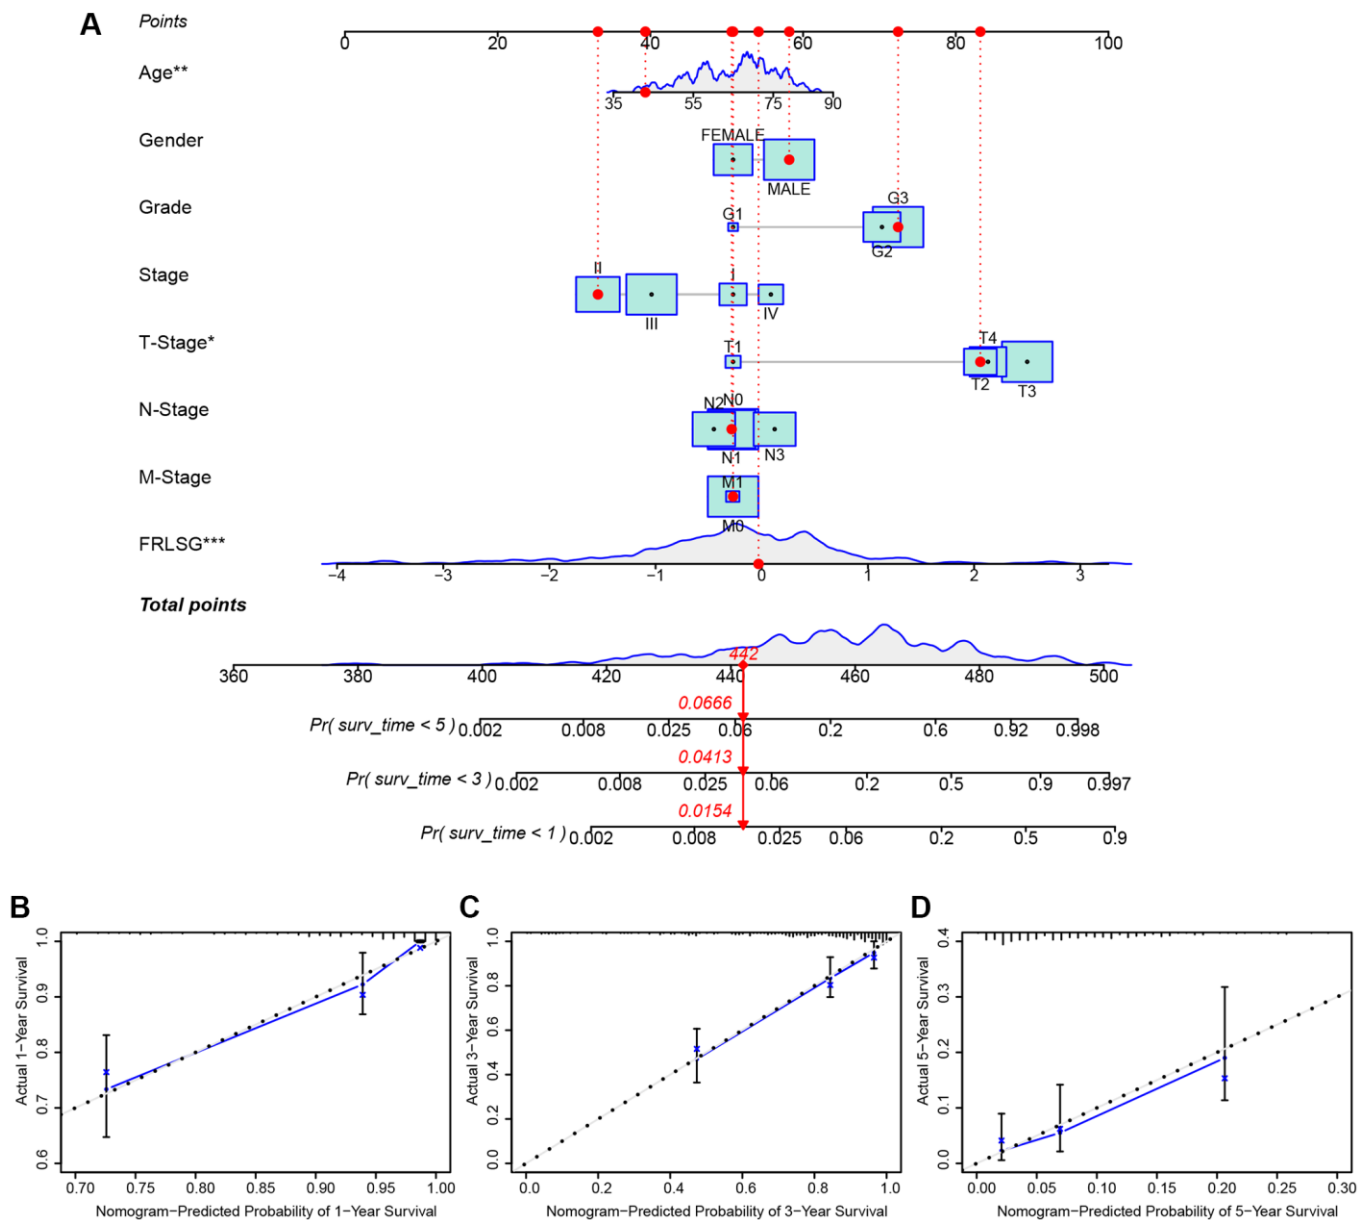 A
Points
0 20 40 60 80 100
Age**
35 55 75 90
Gender
FEMALE
MALE
Grade
G1 G3
G2
Stage
II I
III IV
T-Stage*
T1 T4
T2 T3
N-Stage
N2 N0
N1 N3
M-Stage
M1
M0
FRLSG***
−4 −3 −2 −1 0 1 2 3
Total points
442
360 380 400 420 440 460 480 500
0.0666
Pr( surv_time < 5 ) 0.002 0.008 0.025 0.06 0.2 0.6 0.92 0.998
0.0413
Pr( surv_time < 3 ) 0.002 0.008 0.025 0.06 0.2 0.5 0.9 0.997
0.0154
Pr( surv_time < 1 ) 0.002 0.008 0.025 0.06 0.2 0.5 0.9
B
Actual 1−Year Survival
1.0
0.9
0.8
0.7
0.6
0.70 0.75 0.80 0.85 0.90 0.95 1.00
Nomogram−Predicted Probability of 1−Year Survival
C
Actual 3−Year Survival
1.0
0.8
0.6
0.4
0.2
0.0
0.0 0.2 0.4 0.6 0.8 1.0
Nomogram−Predicted Probability of 3−Year Survival
D
Actual 5−Year Survival
0.4
0.3
0.2
0.1
0.0
0.00 0.05 0.10 0.15 0.20 0.25 0.30
Nomogram−Predicted Probability of 5−Year Survival